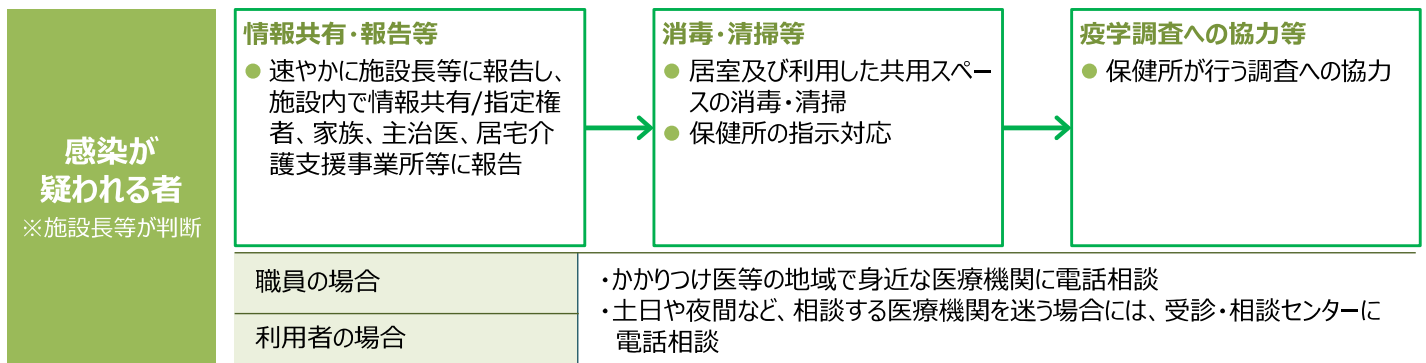 感染が
疑われる者
※施設長等が判断
情報共有・報告等
● 速やかに施設長等に報告し、
施設内で情報共有/指定権
者、家族、主治医、居宅介
護支援事業所等に報告
消毒・清掃等
● 居室及び利用した共用スペー
スの消毒・清掃
● 保健所の指示対応
疫学調査への協力等
● 保健所が行う調査への協力
職員の場合
利用者の場合
・かかりつけ医等の地域で身近な医療機関に電話相談
・土日や夜間など、相談する医療機関を迷う場合には、受診・相談センターに
電話相談